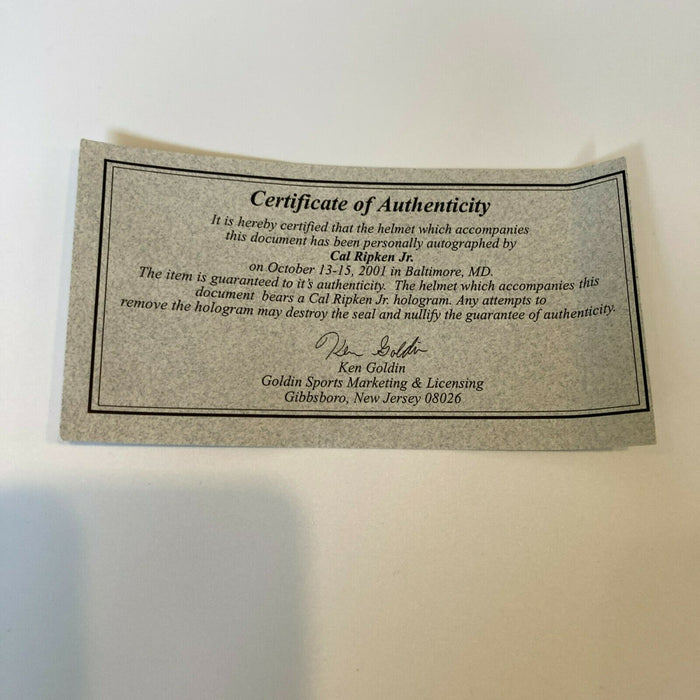 Certificate of Authenticity
It is hereby certified that the helmet which accompanies
this document has been personally autographed by
Cal Ripken Jr.
on October 13-15, 2001 in Baltimore, MD.
The item is guaranteed to it's authenticity. The helmet which accompanies this
document bears a Cal Ripken Jr. hologram. Any attempts to
remove the hologram may destroy the seal and nullify the guarantee of authenticity.
Ken Goldin
Ken Goldin
Goldin Sports Marketing & Licensing
Gibbsboro, New Jersey 08026